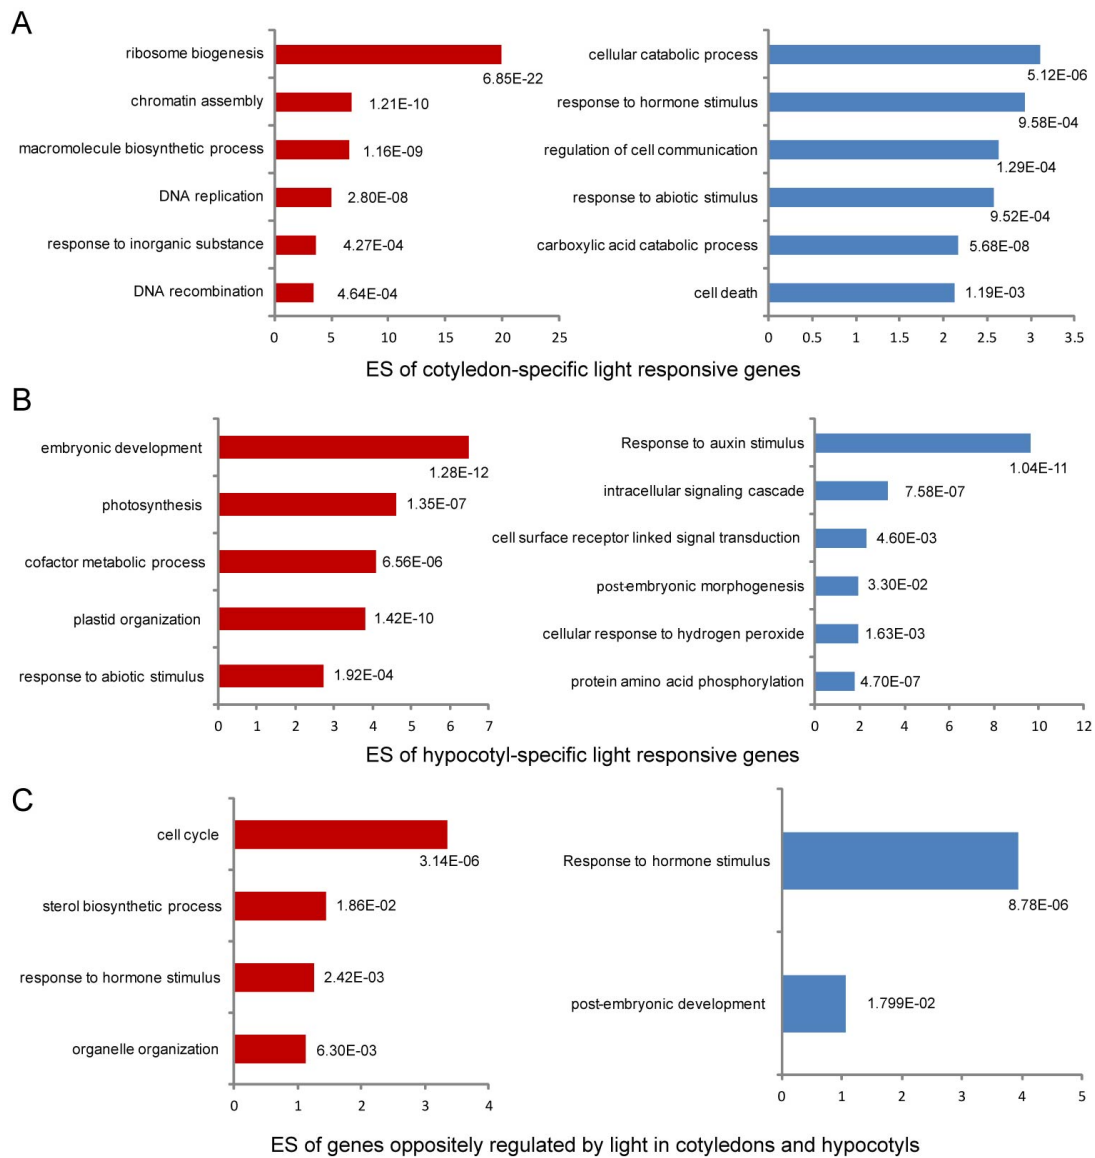 A
ribosome biogenesis
6.85E-22
chromatin assembly
1.21E-10
macromolecule biosynthetic process
1.16E-09
DNA replication
2.80E-08
response to inorganic substance
4.27E-04
DNA recombination
4.64E-04
0 5 10 15 20 25
cellular catabolic process
5.12E-06
response to hormone stimulus
9.58E-04
regulation of cell communication
1.29E-04
response to abiotic stimulus
9.52E-04
carboxylic acid catabolic process
5.68E-08
cell death
1.19E-03
0 0.5 1 1.5 2 2.5 3 3.5
ES of cotyledon-specific light responsive genes
B
embryonic development
1.28E-12
photosynthesis
1.35E-07
cofactor metabolic process
6.56E-06
plastid organization
1.42E-10
response to abiotic stimulus
1.92E-04
0 1 2 3 4 5 6 7
Response to auxin stimulus
1.04E-11
intracellular signaling cascade
7.58E-07
cell surface receptor linked signal transduction
4.60E-03
post-embryonic morphogenesis
3.30E-02
cellular response to hydrogen peroxide
1.63E-03
protein amino acid phosphorylation
4.70E-07
0 2 4 6 8 10 12
ES of hypocotyl-specific light responsive genes
C
cell cycle
3.14E-06
sterol biosynthetic process
1.86E-02
response to hormone stimulus
2.42E-03
organelle organization
6.30E-03
0 1 2 3 4
Response to hormone stimulus
8.78E-06
post-embryonic development
1.799E-02
0 1 2 3 4 5
ES of genes oppositely regulated by light in cotyledons and hypocotyls